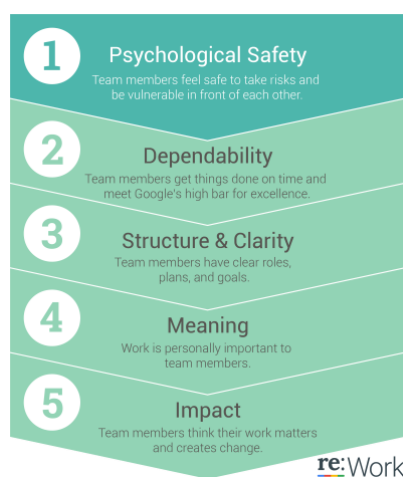 1
Psychological Safety
Team members feel safe to take risks and
be vulnerable in front of each other.
2
Dependability
Team members get things done on time and
meet Google's high bar for excellence.
3
Structure & Clarity
Team members have clear roles,
plans, and goals.
4
Meaning
Work is personally important to
team members.
5
Impact
Team members think their work matters
and creates change.
re:Work